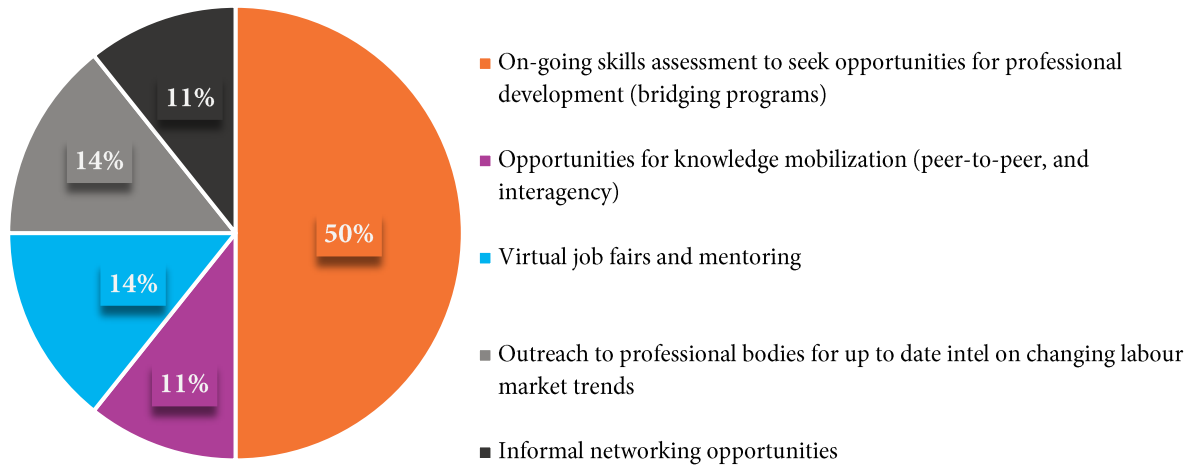 11%
14%
50%
14%
11%
On-going skills assessment to seek opportunities for professional
development (bridging programs)
Opportunities for knowledge mobilization (peer-to-peer, and
interagency)
Virtual job fairs and mentoring
Outreach to professional bodies for up to date intel on changing labour
market trends
Informal networking opportunities